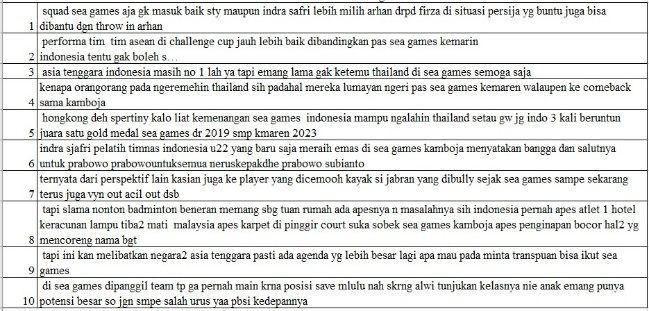 squad sea games aja gk masuk baik sty maupun indra safri lebih milih arhan drpd firza di situasi persija yg buntu juga bisa
1 dibantu dgn throw in arhan
performa tim tim asean di challenge cup jauh lebih baik dibandingkan pas sea games kemarin
2 indonesia tentu gak boleh s…
3 asia tenggara indonesia masih no 1 lah ya tapi emang lama gak ketemu thailand di sea games semoga saja
kenapa orangorang pada ngeremehin thailand sih padahal mereka lumayan ngeri pas sea games kemaren walaupen ke comeback
4 sama kamboja
hongkong deh spertiny kalo liat kemenangan sea games indonesia mampu ngalahin thailand setau gw jg indo 3 kali beruntun
5 juara satu gold medal sea games dr 2019 smp kmaren 2023
indra sjafri pelatih timnas indonesia u22 yang baru saja meraih emas di sea games kamboja menyatakan bangga dan salutnya
6 untuk prabowo prabowountuksemua neruskepakdhe prabowo subianto
ternyata dari perspektif lain kasian juga ke player yang dicemooh kayak si jabran yang dibully sejak sea games sampe sekarang
7 terus juga vyn out acil out dsb
tapi slama nonton badminton beneran memang sbg tuan rumah ada apesnya n masalahnya sih indonesia pernah apes atlet 1 hotel
keracunan lampu tiba2 mati malaysia apes karpet di pinggir court suka sobek sea games kamboja apes penginapan bocor hal2 yg
8 mencoreng nama bgt
tapi ini kan melibatkan negara2 asia tenggara pasti ada agenda yg lebih besar lagi apa mau pada minta transpuan bisa ikut sea
9 games
di sea games dipanggil team tp ga pernah main krna posisi save mlulu nah skrng alwi tunjukan kelasnya nie anak emang punya
10 potensi besar so jgn smpe salah urus yaa pbsi kedepannya